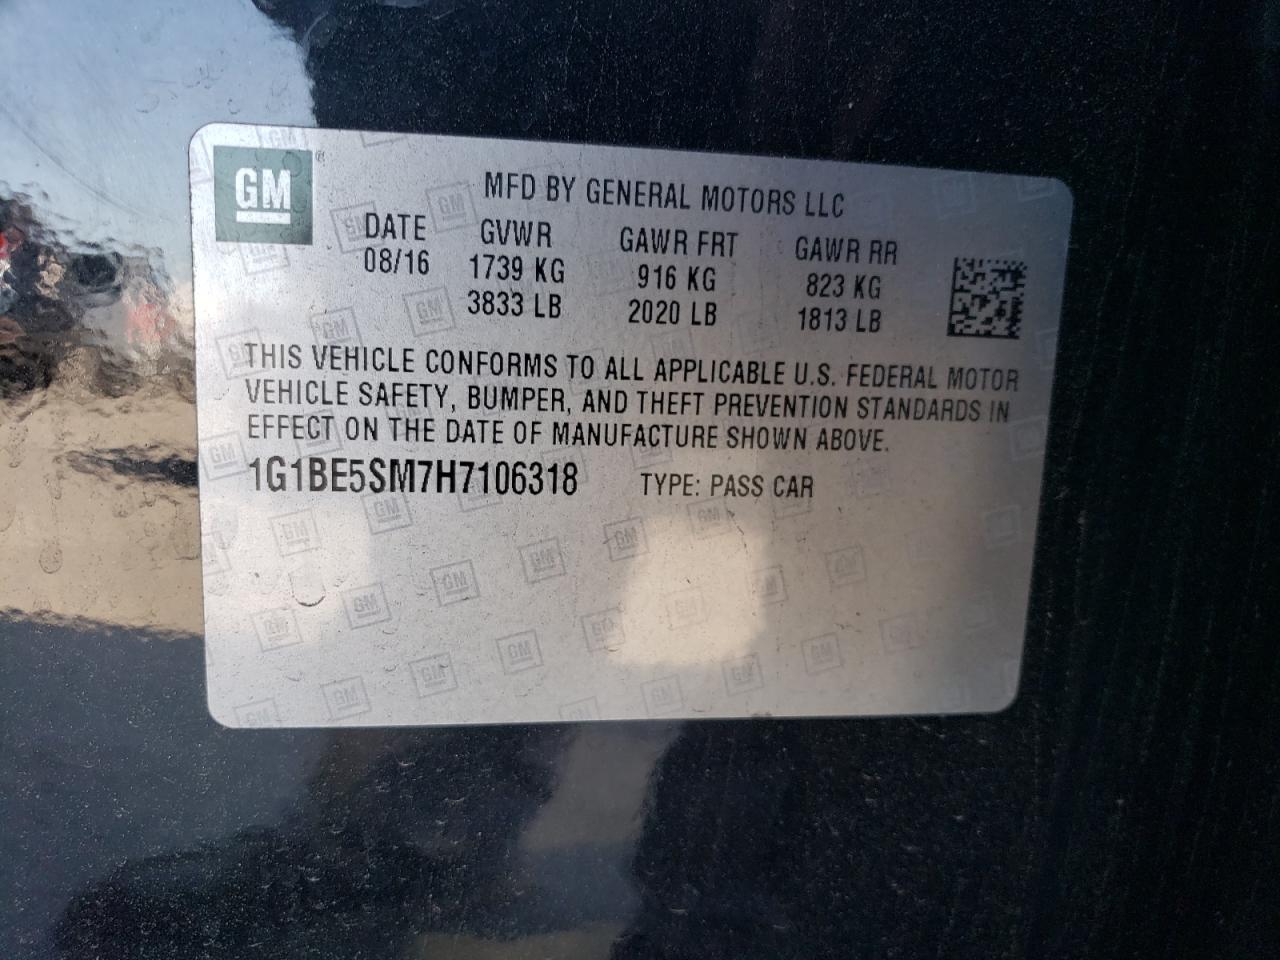 GM®
MFD BY GENERAL MOTORS LLC
DATE GVWR GAWR FRT GAWR RR
08/16 1739 KG 916 KG 823 KG
3833 LB 2020 LB 1813 LB
THIS VEHICLE CONFORMS TO ALL APPLICABLE U.S. FEDERAL MOTOR
VEHICLE SAFETY, BUMPER, AND THEFT PREVENTION STANDARDS IN
EFFECT ON THE DATE OF MANUFACTURE SHOWN ABOVE.
1G1BE5SM7H7106318 TYPE: PASS CAR